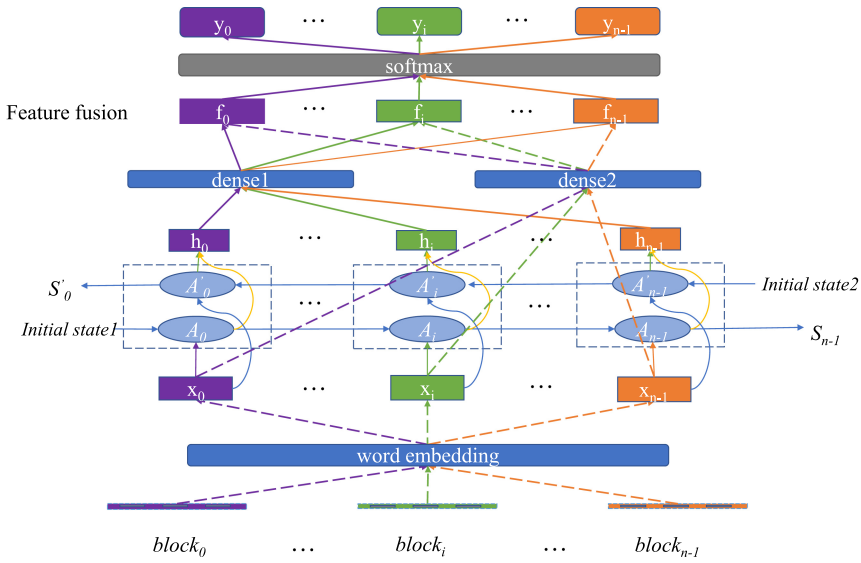 y₀ ... yᵢ ... yₙ₋₁
softmax
Feature fusion f₀ ... fᵢ ... fₙ₋₁
dense1 dense2
h₀ ... hᵢ ... hₙ₋₁
S'₀ A'₀ A'ᵢ A'ₙ₋₁ Initial state2
... ...
Initial state1 A₀ Aᵢ Aₙ₋₁ Sₙ₋₁
x₀ ... xᵢ ... xₙ₋₁
word embedding
block₀ ... blockᵢ ... blockₙ₋₁